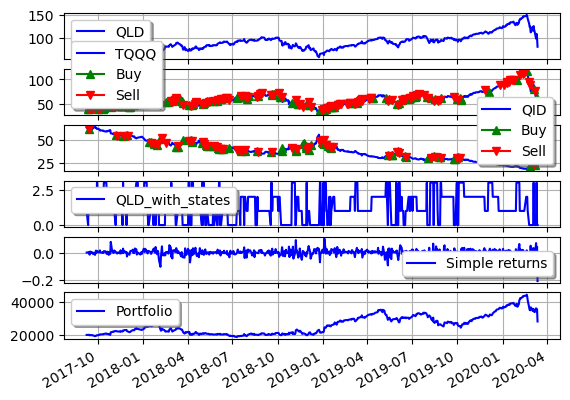 150
100
QLD
TQQQ
Buy
Sell
100
50
QID
Buy
Sell
50
25
2.5
0.0
QLD_with_states
0.0
−0.2
Simple returns
40000
20000
Portfolio
2017-10
2018-01
2018-04
2018-07
2018-10
2019-01
2019-04
2019-07
2019-10
2020-01
2020-04